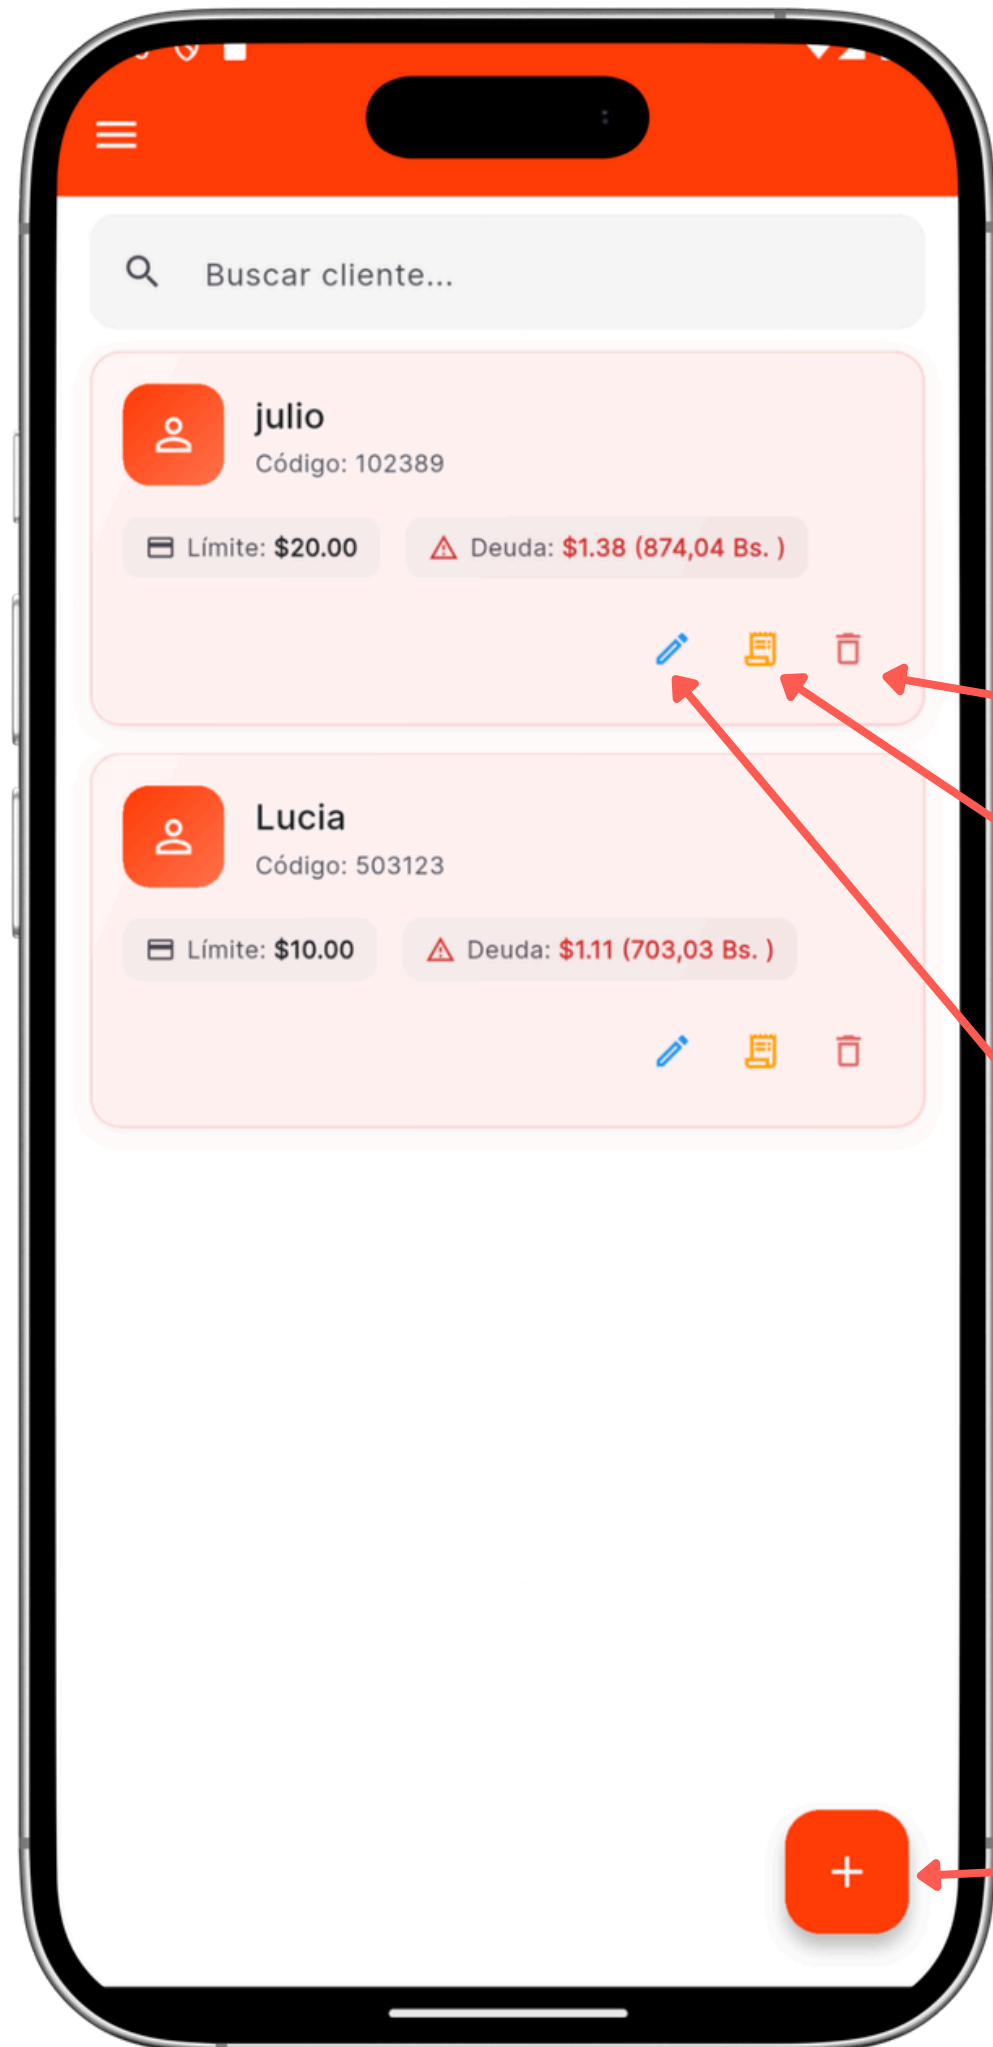 Buscar cliente...
julio
Código: 102389
Límite: $20.00
Deuda: $1.38 (874,04 Bs. )
Lucia
Código: 503123
Límite: $10.00
Deuda: $1.11 (703,03 Bs. )